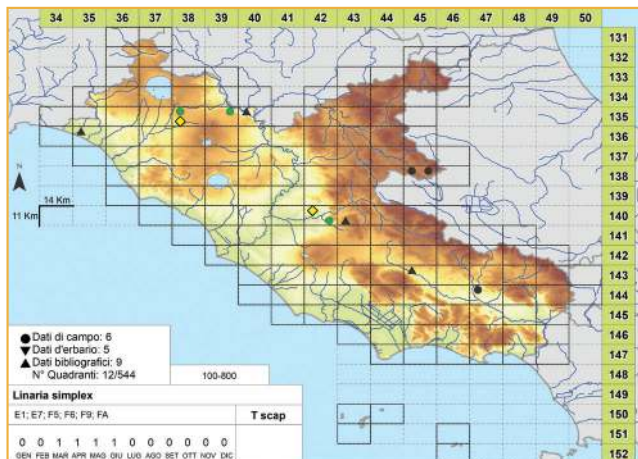 34 35 36 37 38 39 40 41 42 43 44 45 46 47 48 49 50
131
132
133
134
135
136
137
138
139
140
141
142
143
144
145
146
147
148
149
150
151
152
N
14 Km
11 Km
Dati di campo: 6
Dati d'erbario: 5
Dati bibliografici: 9
N° Quadranti: 12/544
100-800
Linaria simplex
E1; E7; F5; F6; F9; FA
T scap
0 0 1 1 1 1 0 0 0 0 0 0
GEN FEB MAR APR MAG GIU LUG AGO SET OTT NOV DIC